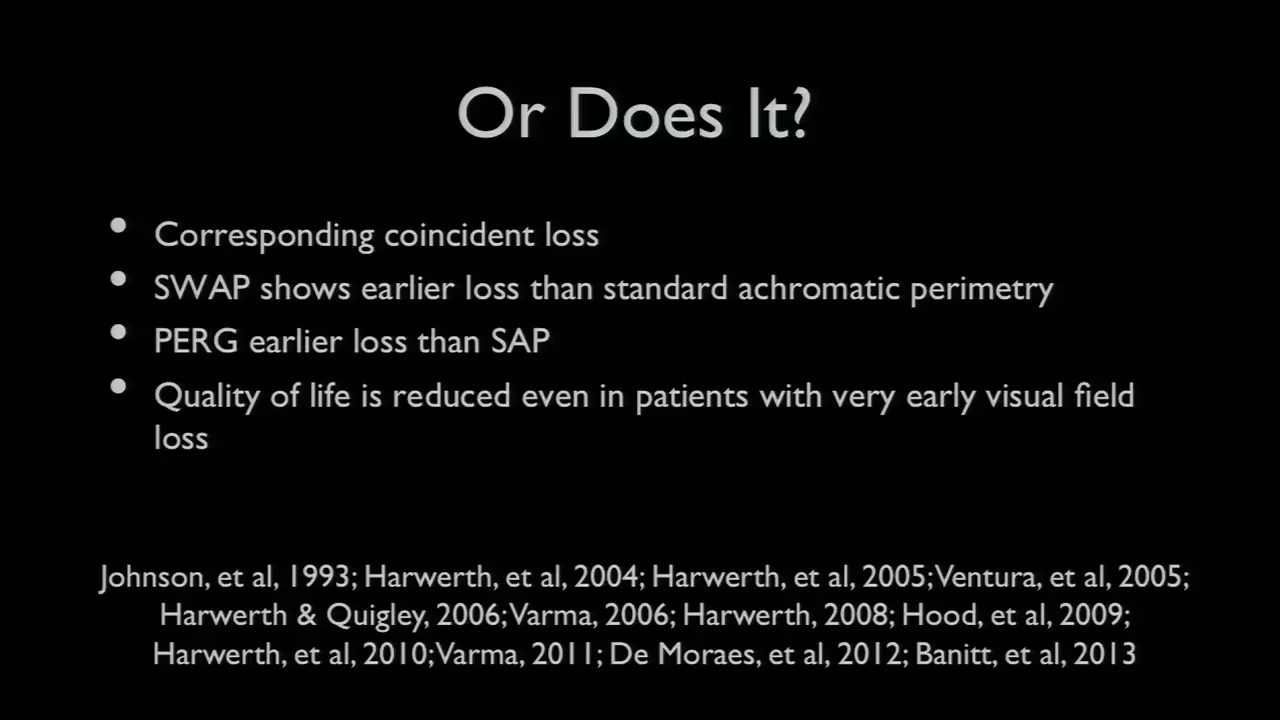 Or Does It?
• Corresponding coincident loss
• SWAP shows earlier loss than standard achromatic perimetry
• PERG earlier loss than SAP
• Quality of life is reduced even in patients with very early visual field
loss
Johnson, et al, 1993; Harwerth, et al, 2004; Harwerth, et al, 2005;Ventura, et al, 2005;
Harwerth & Quigley, 2006;Varma, 2006; Harwerth, 2008; Hood, et al, 2009;
Harwerth, et al, 2010;Varma, 2011; De Moraes, et al, 2012; Banitt, et al, 2013